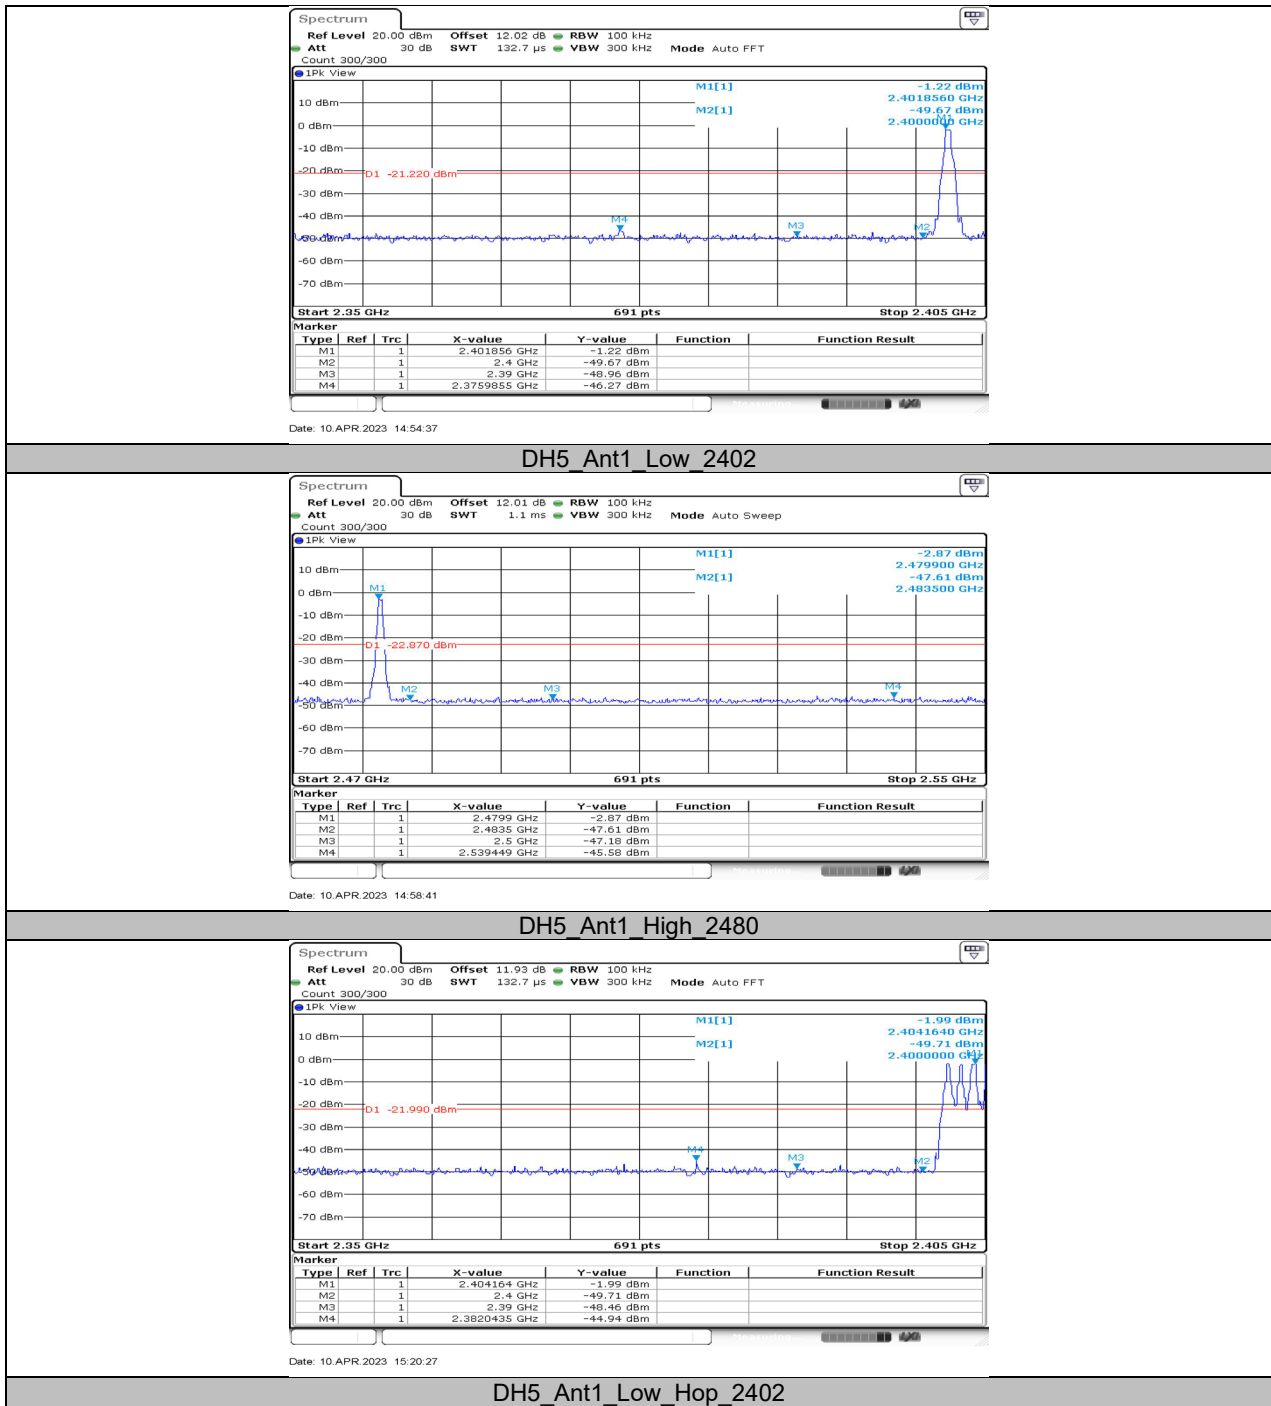 Spectrum
Ref Level 20.00 dBm Offset 12.02 dB RBW 100 kHz
Att 30 dB SWT 132.7 µs VBW 300 kHz Mode Auto FFT
Count 300/300
1Pk View
M1[1] -1.22 dBm
2.4018560 GHz
10 dBm
M2[1] -49.67 dBm
2.4000000 GHz
M1
0 dBm
-10 dBm
-20 dBm
D1 -21.220 dBm
-30 dBm
-40 dBm
M4 M3 M2
-50 dBm
-60 dBm
-70 dBm
Start 2.35 GHz 691 pts Stop 2.405 GHz
Marker
Type Ref Trc X-value Y-value Function Function Result
M1 1 2.401856 GHz -1.22 dBm
M2 1 2.4 GHz -49.67 dBm
M3 1 2.39 GHz -48.96 dBm
M4 1 2.3759855 GHz -46.27 dBm
Date: 10.APR.2023 14:54:37
DH5_Ant1_Low_2402
Spectrum
Ref Level 20.00 dBm Offset 12.01 dB RBW 100 kHz
Att 30 dB SWT 1.1 ms VBW 300 kHz Mode Auto Sweep
Count 300/300
1Pk View
M1[1] -2.87 dBm
2.479900 GHz
10 dBm
M2[1] -47.61 dBm
2.483500 GHz
M1
0 dBm
-10 dBm
-20 dBm
D1 -22.870 dBm
-30 dBm
-40 dBm
M2 M3 M4
-50 dBm
-60 dBm
-70 dBm
Start 2.47 GHz 691 pts Stop 2.55 GHz
Marker
Type Ref Trc X-value Y-value Function Function Result
M1 1 2.4799 GHz -2.87 dBm
M2 1 2.4835 GHz -47.61 dBm
M3 1 2.5 GHz -47.18 dBm
M4 1 2.539449 GHz -45.58 dBm
Date: 10.APR.2023 14:58:41
DH5_Ant1_High_2480
Spectrum
Ref Level 20.00 dBm Offset 11.93 dB RBW 100 kHz
Att 30 dB SWT 132.7 µs VBW 300 kHz Mode Auto FFT
Count 300/300
1Pk View
M1[1] -1.99 dBm
2.4041640 GHz
10 dBm
M2[1] -49.71 dBm
2.4000000 GHz
M1
0 dBm
-10 dBm
-20 dBm
D1 -21.990 dBm
-30 dBm
-40 dBm
M4 M3 M2
-50 dBm
-60 dBm
-70 dBm
Start 2.35 GHz 691 pts Stop 2.405 GHz
Marker
Type Ref Trc X-value Y-value Function Function Result
M1 1 2.404164 GHz -1.99 dBm
M2 1 2.4 GHz -49.71 dBm
M3 1 2.39 GHz -48.46 dBm
M4 1 2.3820435 GHz -44.94 dBm
Date: 10.APR.2023 15:20:27
DH5_Ant1_Low_Hop_2402